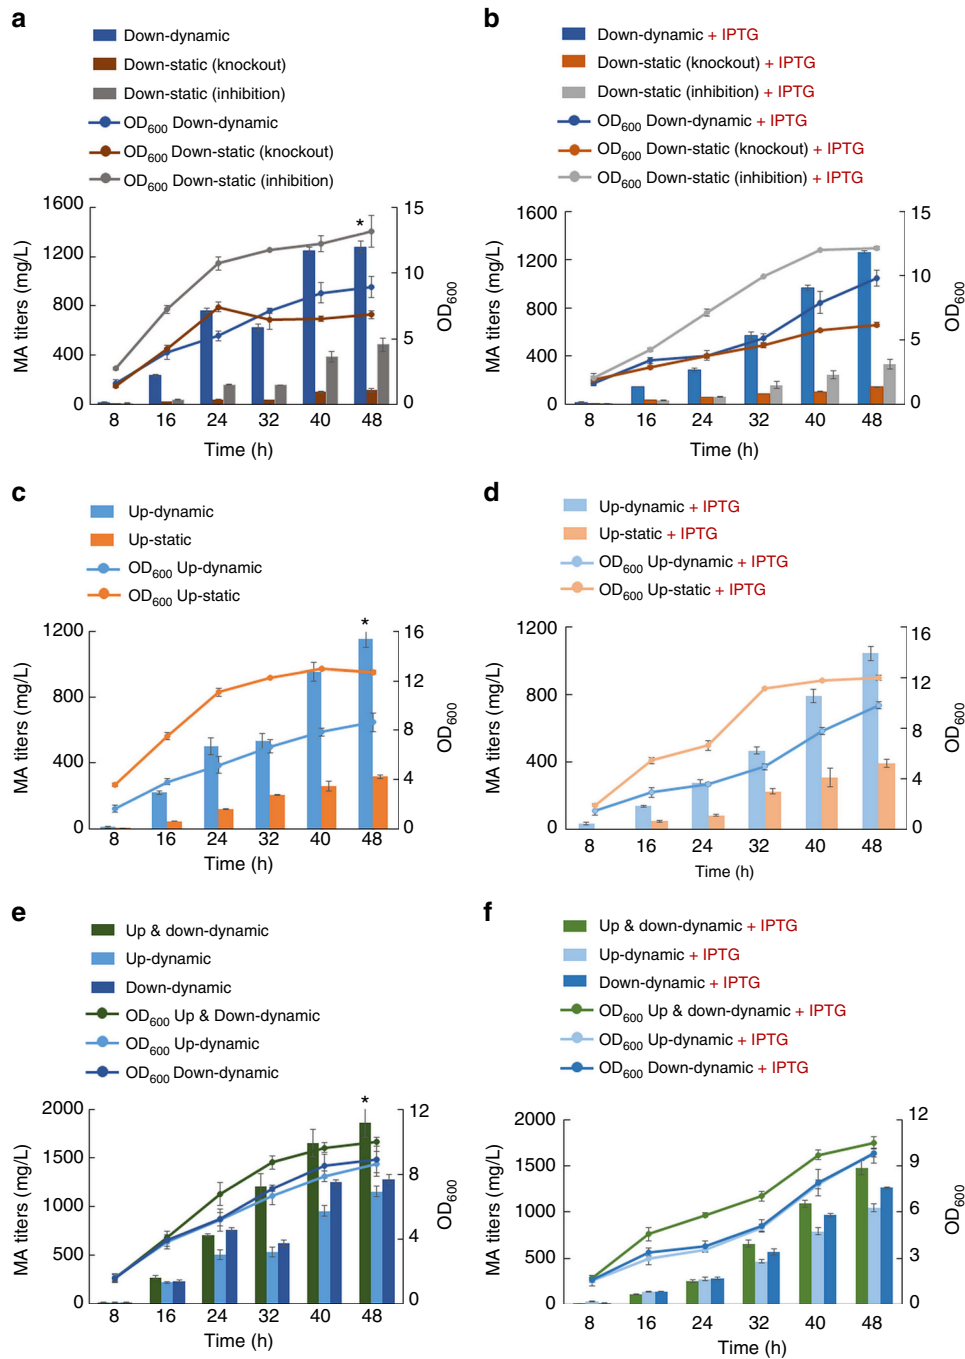 a
Down-dynamic
Down-static (knockout)
Down-static (inhibition)
OD600 Down-dynamic
OD600 Down-static (knockout)
OD600 Down-static (inhibition)
1600
1200
800
400
0
MA titers (mg/L)
15
10
5
0
OD600
*
8 16 24 32 40 48
Time (h)
b
Down-dynamic + IPTG
Down-static (knockout) + IPTG
Down-static (inhibition) + IPTG
OD600 Down-dynamic + IPTG
OD600 Down-static (knockout) + IPTG
OD600 Down-static (inhibition) + IPTG
1600
1200
800
400
0
MA titers (mg/L)
15
10
5
0
OD600
8 16 24 32 40 48
Time (h)
c
Up-dynamic
Up-static
OD600 Up-dynamic
OD600 Up-static
1200
800
400
0
MA titers (mg/L)
16
12
8
4
0
OD600
*
8 16 24 32 40 48
Time (h)
d
Up-dynamic + IPTG
Up-static + IPTG
OD600 Up-dynamic + IPTG
OD600 Up-static + IPTG
1200
800
400
0
MA titers (mg/L)
16
12
8
4
0
OD600
8 16 24 32 40 48
Time (h)
e
Up & down-dynamic
Up-dynamic
Down-dynamic
OD600 Up & Down-dynamic
OD600 Up-dynamic
OD600 Down-dynamic
2000
1500
1000
500
0
MA titers (mg/L)
12
8
4
0
OD600
*
8 16 24 32 40 48
Time (h)
f
Up & down-dynamic + IPTG
Up-dynamic + IPTG
Down-dynamic + IPTG
OD600 Up & down-dynamic + IPTG
OD600 Up-dynamic + IPTG
OD600 Down-dynamic + IPTG
2000
1500
1000
500
0
MA titers (mg/L)
12
9
6
3
0
OD600
8 16 24 32 40 48
Time (h)